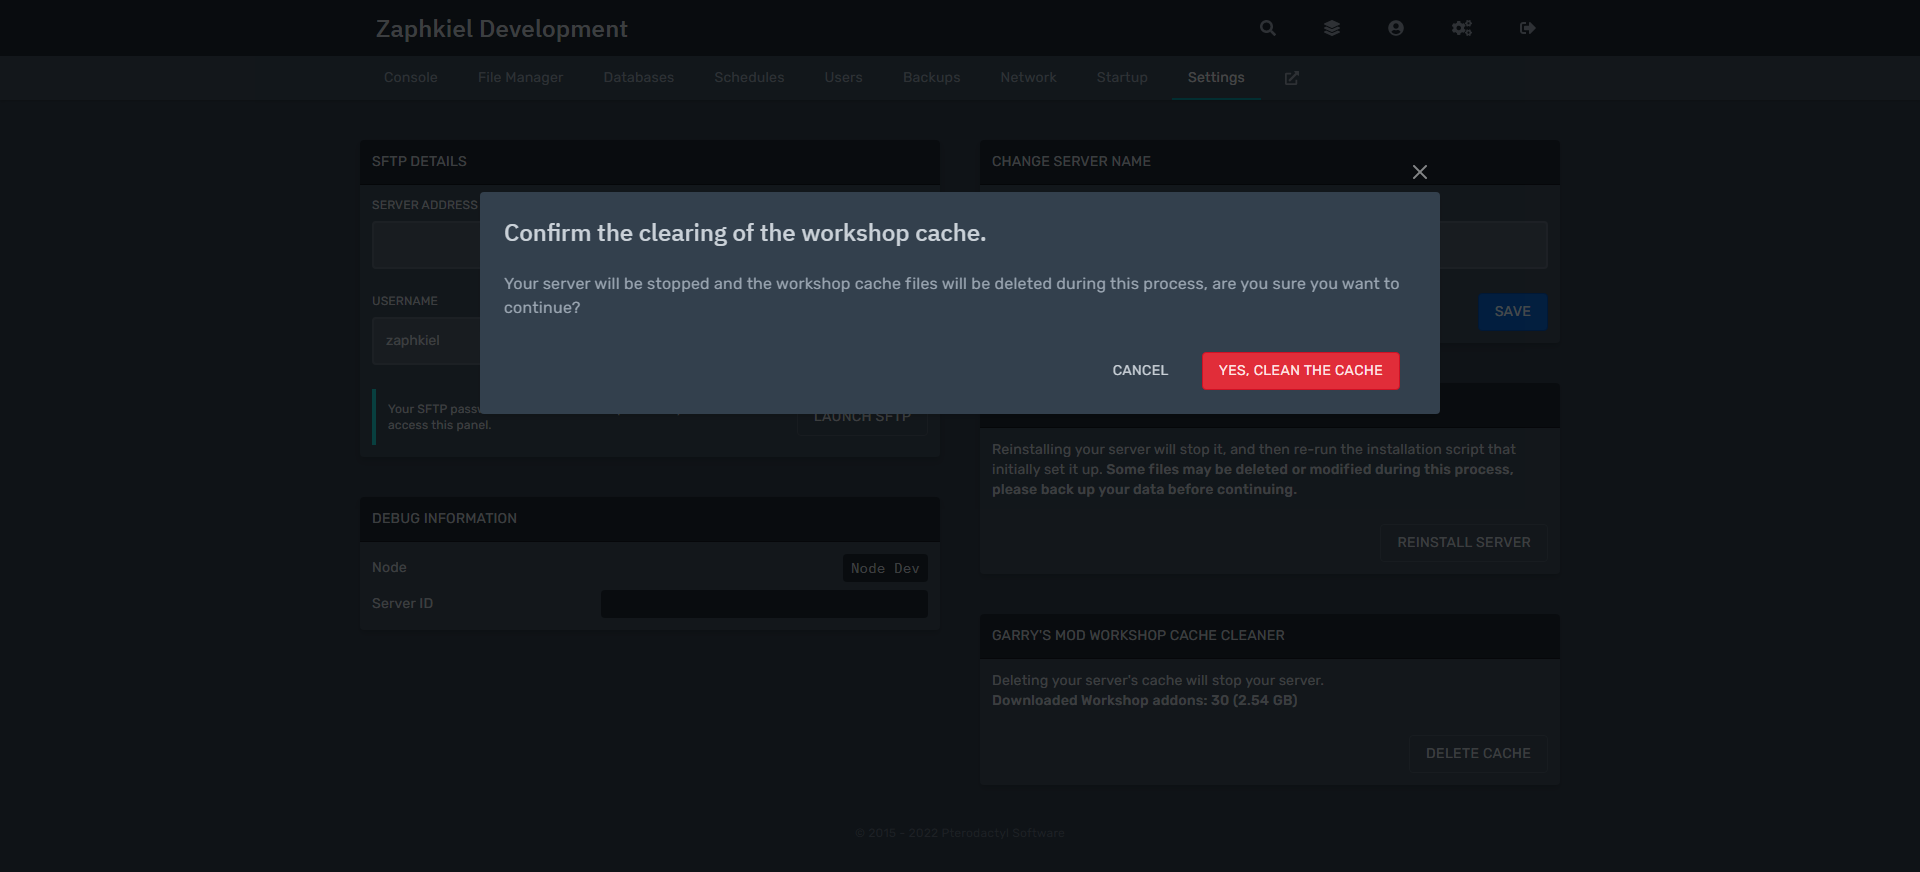 Zaphkiel Development
Console File Manager Databases Schedules Users Backups Network Startup Settings
SFTP DETAILS
SERVER ADDRESS
USERNAME
zaphkiel
Your SFTP passw
access this panel.
LAUNCH SFTP
DEBUG INFORMATION
Node Node Dev
Server ID
CHANGE SERVER NAME
SAVE
Confirm the clearing of the workshop cache.
Your server will be stopped and the workshop cache files will be deleted during this process, are you sure you want to
continue?
CANCEL YES, CLEAN THE CACHE
Reinstalling your server will stop it, and then re-run the installation script that
initially set it up. Some files may be deleted or modified during this process,
please back up your data before continuing.
REINSTALL SERVER
GARRY'S MOD WORKSHOP CACHE CLEANER
Deleting your server's cache will stop your server.
Downloaded Workshop addons: 30 (2.54 GB)
DELETE CACHE
© 2015 - 2022 Pterodactyl Software